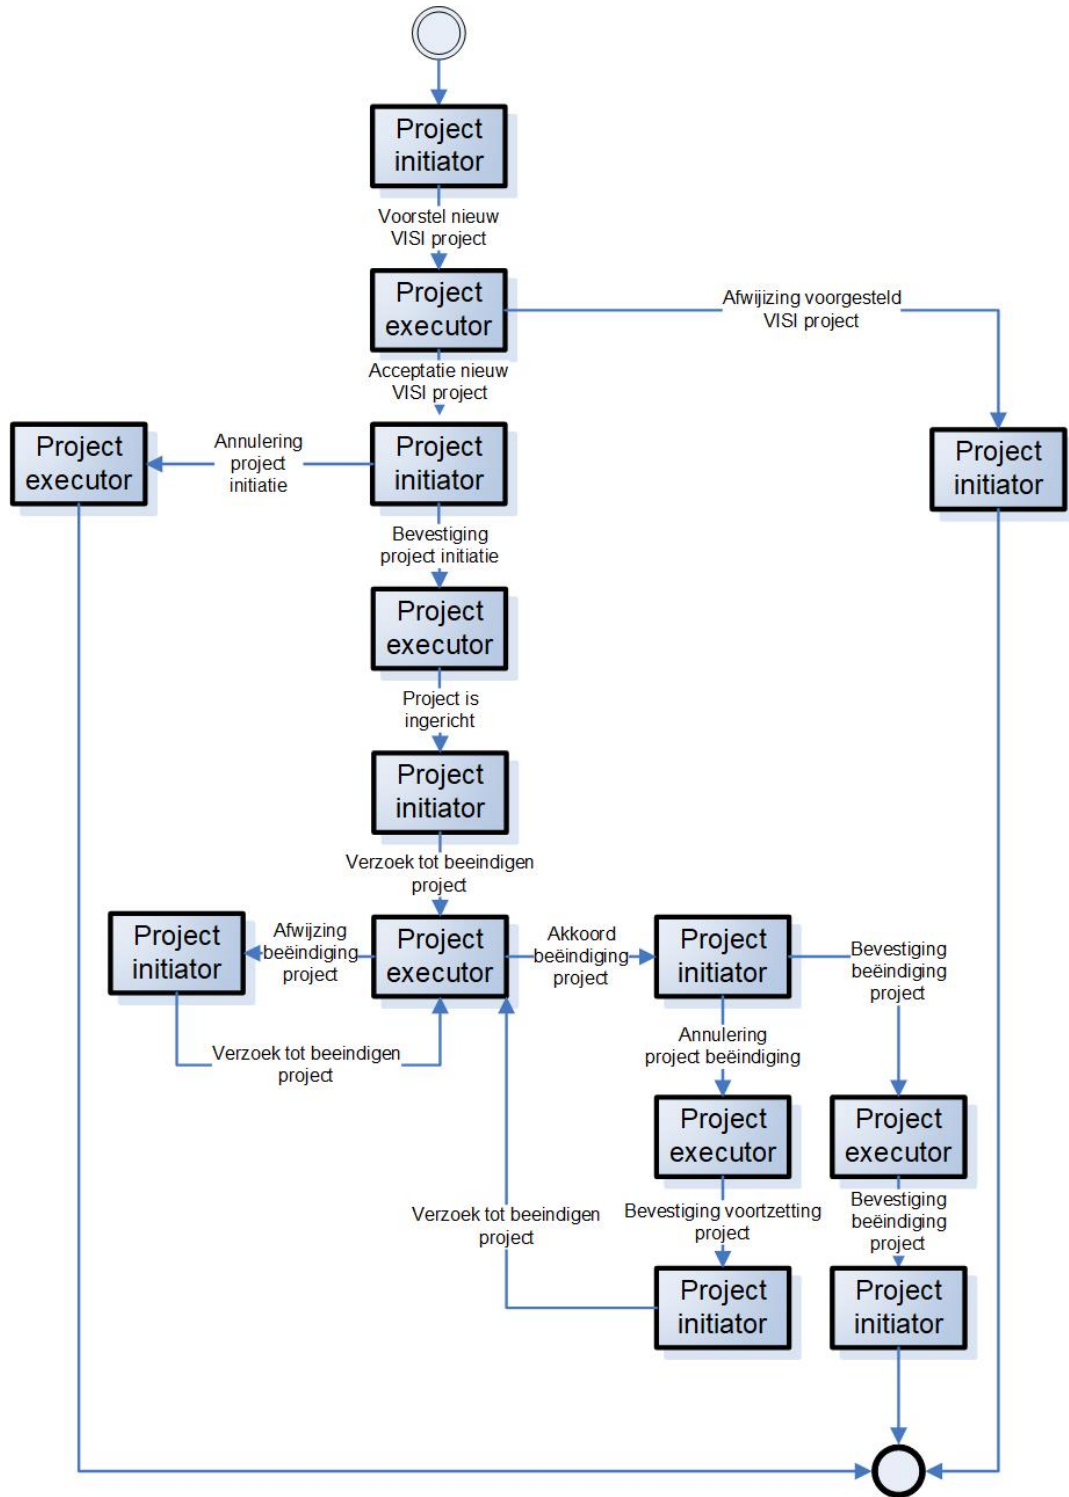 Project
initiator
Voorstel nieuw
VISI project
Project
executor
Afwijizing voorgesteld
VISI project
Acceptatie nieuw
VISI project
Project
executor
Annulering
project
initiatie
Project
initiator
Project
initiator
Bevestiging
project initiatie
Project
executor
Project is
ingericht
Project
initiator
Verzoek tot beeindigen
project
Project
initiator
Afwijzing
beëindiging
project
Project
executor
Akkoord
beëindiging
project
Project
initiator
Bevestiging
beëindiging
project
Verzoek tot beeindigen
project
Annulering
project beëindiging
Project
executor
Project
executor
Verzoek tot beeindigen
project
Bevestiging voortzetting
project
Bevestiging
beëindiging
project
Project
initiator
Project
initiator